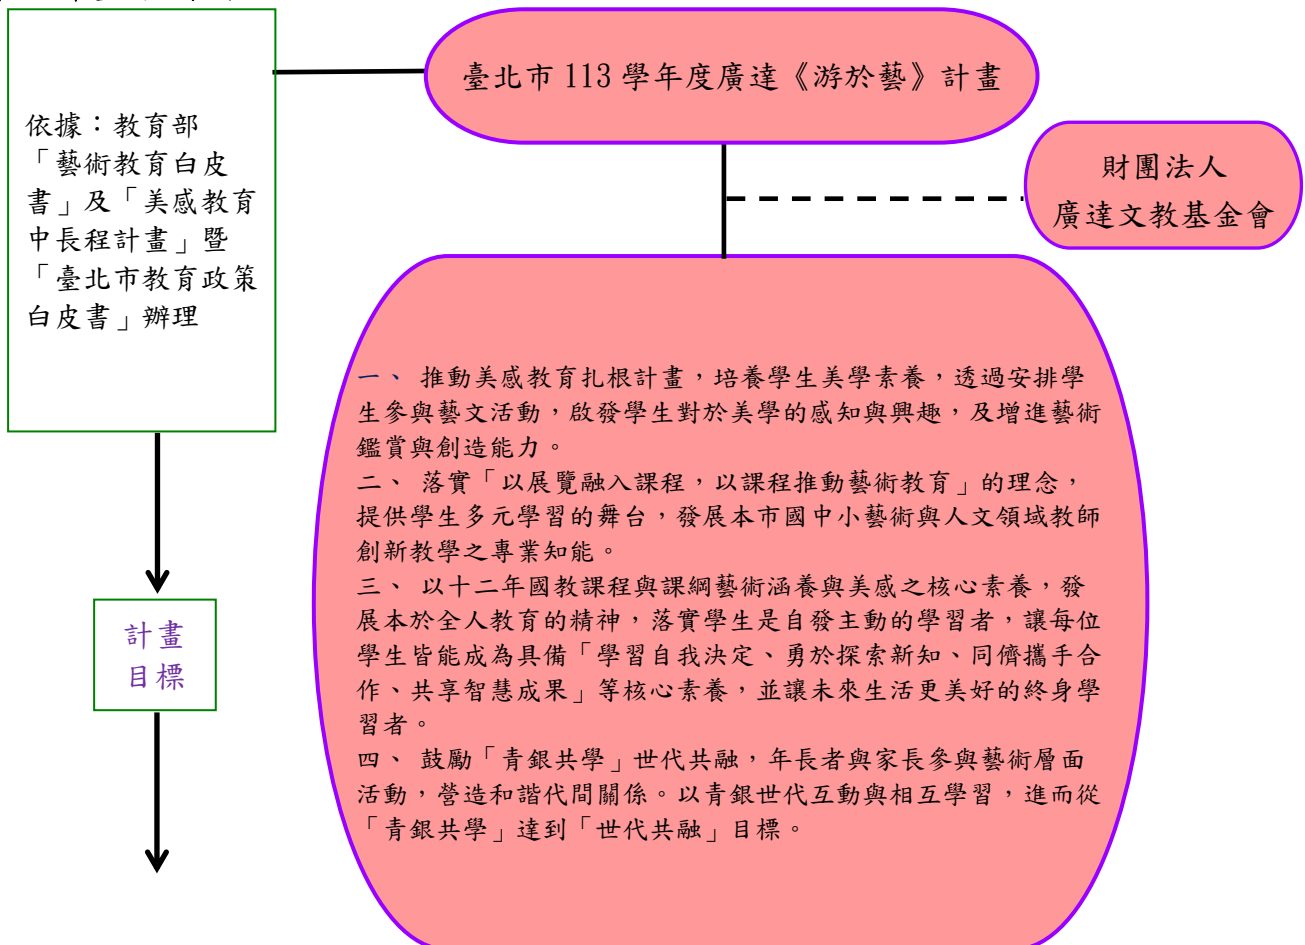 臺北市 113 學年度廣達《游於藝》計畫
依據：教育部
「藝術教育白皮
書」及「美感教育
中長程計畫」暨
「臺北市教育政策
白皮書」辦理
財團法人
廣達文教基金會
一、 推動美感教育扎根計畫，培養學生美學素養，透過安排學
生參與藝文活動，啟發學生對於美學的感知與興趣，及增進藝術
鑑賞與創造能力。
二、 落實「以展覽融入課程，以課程推動藝術教育」的理念，
提供學生多元學習的舞台，發展本市國中小藝術與人文領域教師
創新教學之專業知能。
三、 以十二年國教課程與課綱藝術涵養與美感之核心素養，發
展本於全人教育的精神，落實學生是自發主動的學習者，讓每位
學生皆能成為具備「學習自我決定、勇於探索新知、同儕攜手合
作、共享智慧成果」等核心素養，並讓未來生活更美好的終身學
習者。
四、 鼓勵「青銀共學」世代共融，年長者與家長參與藝術層面
活動，營造和諧代間關係。以青銀世代互動與相互學習，進而從
「青銀共學」達到「世代共融」目標。
計畫
目標